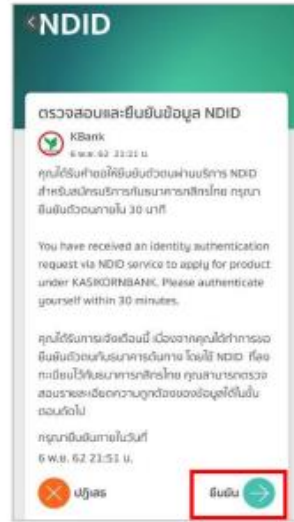 NDID
ตรวจสอบและยืนยันข้อมูล NDID
KBank
6 พ.ย. 62 21:21 น.
คุณได้รับคำขอให้ยืนยันตัวตนผ่านบริการ NDID
สำหรับสมัครบริการกับธนาคารกสิกรไทย กรุณา
ยืนยันตัวตนภายใน 30 นาที
You have received an identity authentication
request via NDID service to apply for product
under KASIKORNBANK. Please authenticate
yourself within 30 minutes.
คุณได้รับการแจ้งเตือนนี้ เนื่องจากคุณได้ทำการขอ
ยืนยันตัวตนกับธนาคารต้นทาง โดยใช้ NDID ที่ลง
ทะเบียนไว้กับธนาคารกสิกรไทย คุณสามารถตรวจ
สอบรายละเอียดความถูกต้องของข้อมูลได้ในขั้น
ตอนถัดไป
กรุณายืนยันภายในวันที่
6 พ.ย. 62 21:51 น.
ปฏิเสธ
ยืนยัน